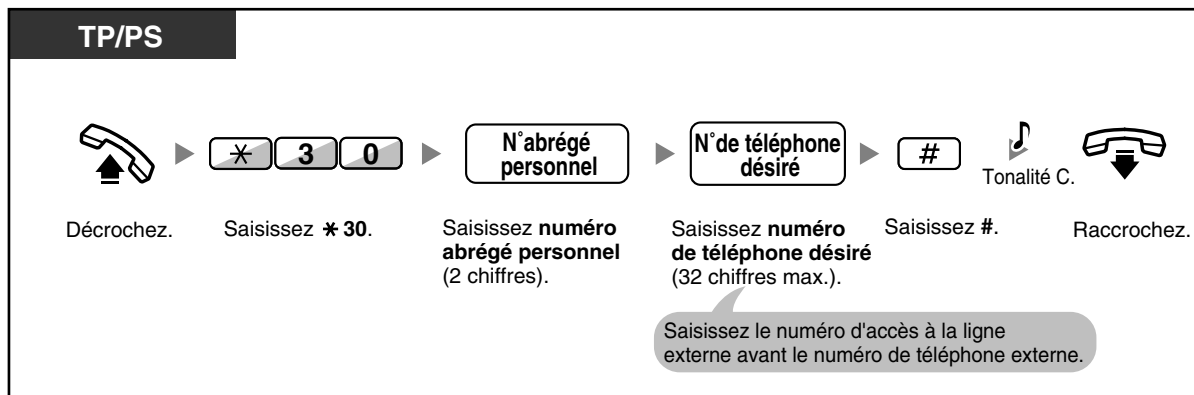 TP/PS
✱ 3 0
N°abrégé
personnel
N°de téléphone
désiré
#
Tonalité C.
Décrochez.
Saisissez ✱ 30.
Saisissez numéro
abrégé personnel
(2 chiffres).
Saisissez numéro
de téléphone désiré
(32 chiffres max.).
Saisissez #.
Raccrochez.
Saisissez le numéro d'accès à la ligne
externe avant le numéro de téléphone externe.